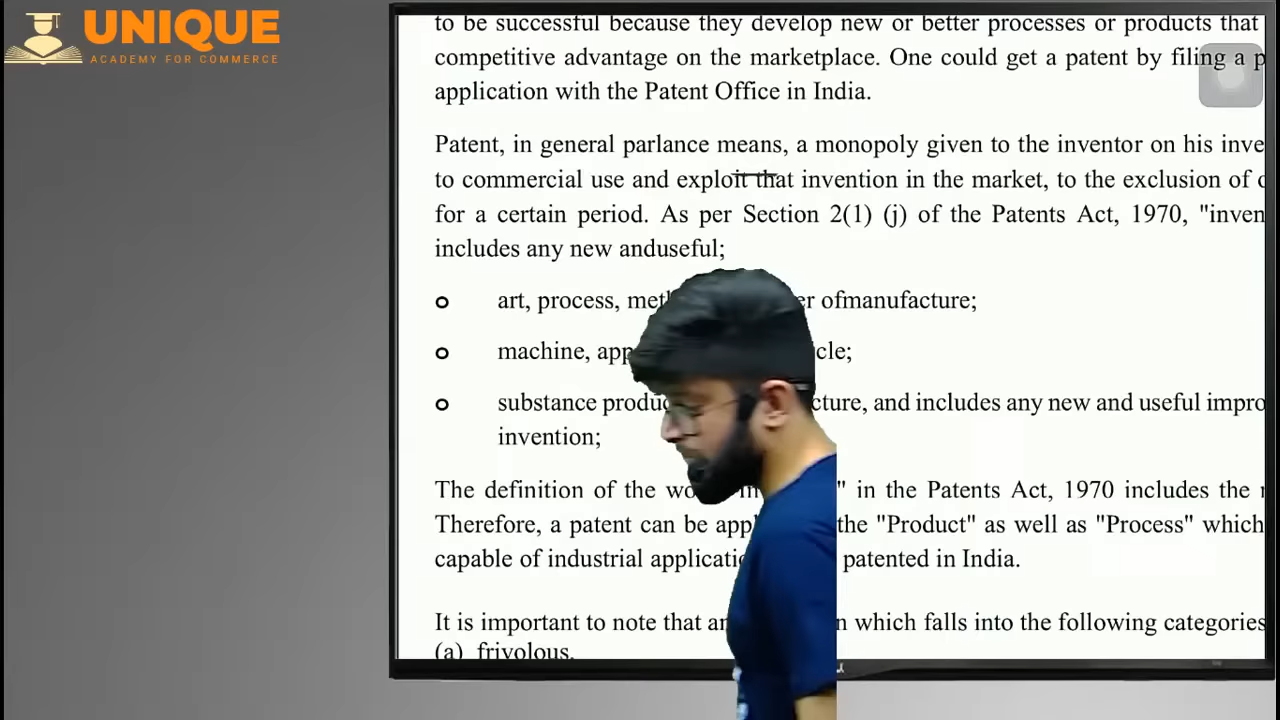 UNIQUE
ACADEMY FOR COMMERCE
to be successful because they develop new or better processes or products that
competitive advantage on the marketplace. One could get a patent by filing a
application with the Patent Office in India.
Patent, in general parlance means, a monopoly given to the inventor on his
to commercial use and exploit that invention in the market, to the exclusion of
for a certain period. As per Section 2(1) (j) of the Patents Act, 1970,
includes any new anduseful;
o art, process, ofmanufacture;
o machine,
o substance and includes any new and useful
invention;
The definition of the " in the Patents Act, 1970 includes the
Therefore, a patent can be the "Product" as well as "Process" which
capable of industrial patented in India.
It is important to note that which falls into the following categories
(a) frivolous,